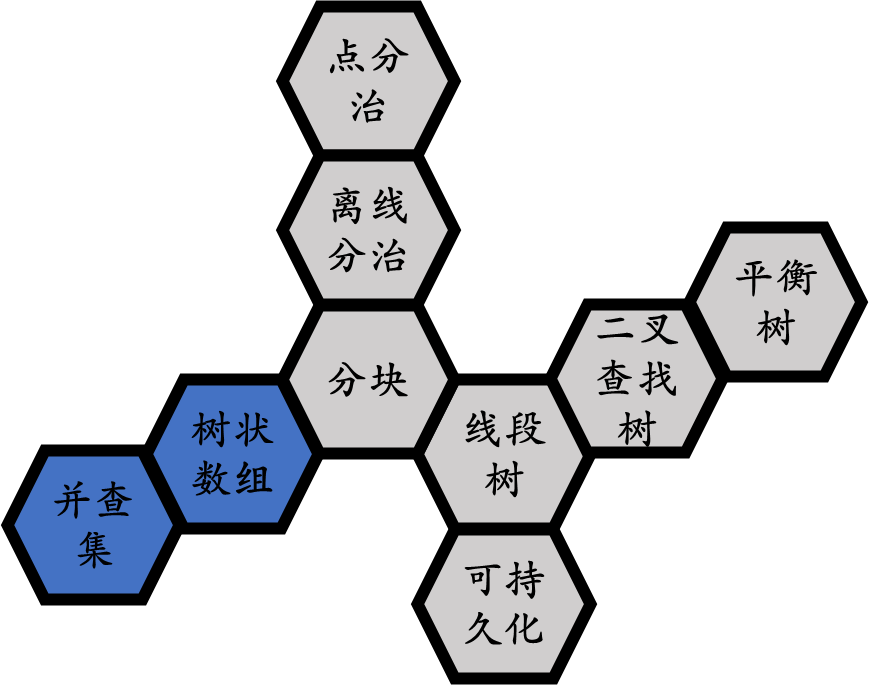 点分
治
离线
分治
分块
平衡
树
二叉
查找
树
线段
树
树状
数组
并查
集
可持
久化